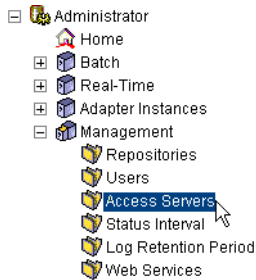 Administrator
Home
Batch
Real-Time
Adapter Instances
Management
Repositories
Users
Access Servers
Status Interval
Log Retention Period
Web Services